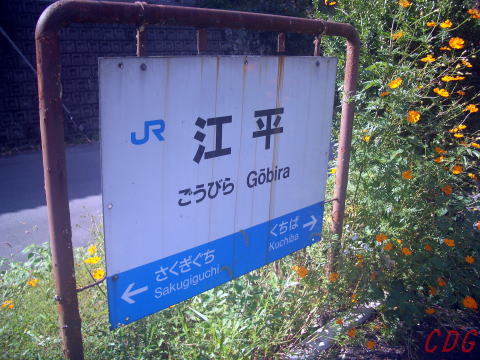 JR 江平
ごうびら Gōbira
さくぎぐち くちば
← Sakugiguchi Kuchiba →
CDG